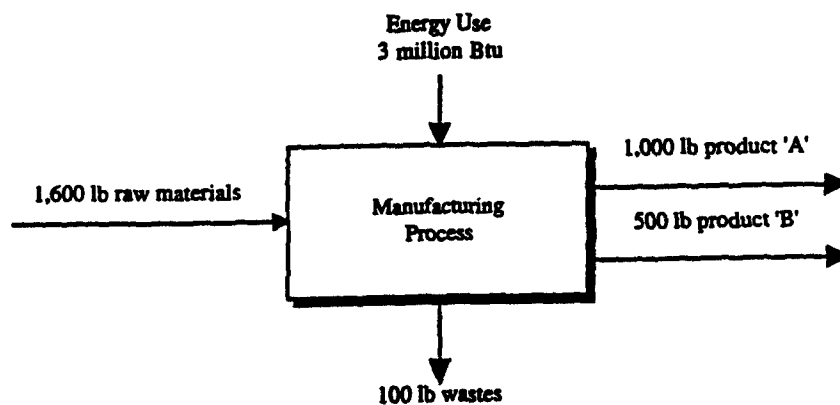 Energy Use
3 million Btu
1,000 lb product 'A'
1,600 lb raw materials
Manufacturing
Process
500 lb product 'B'
100 lb wastes